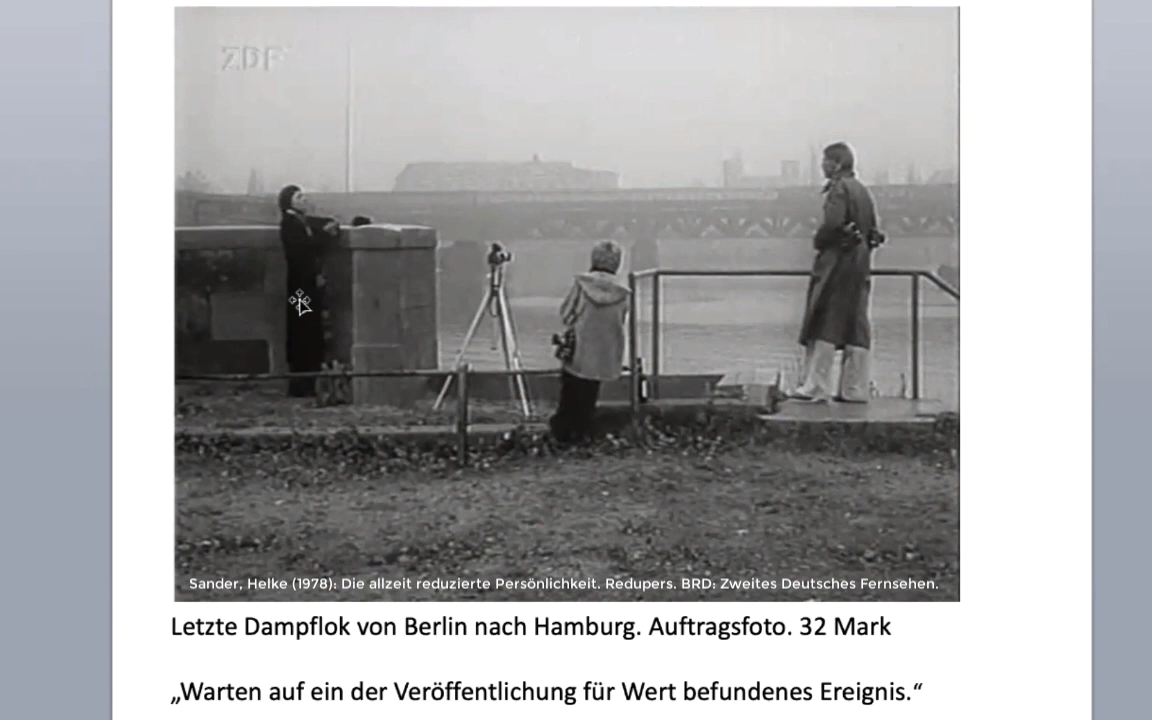 ZDF
Sander, Helke (1978): Die allzeit reduzierte Persönlichkeit. Redupers. BRD: Zweites Deutsches Fernsehen.
Letzte Dampflok von Berlin nach Hamburg. Auftragsfoto. 32 Mark
„Warten auf ein der Veröffentlichung für Wert befundenes Ereignis.“